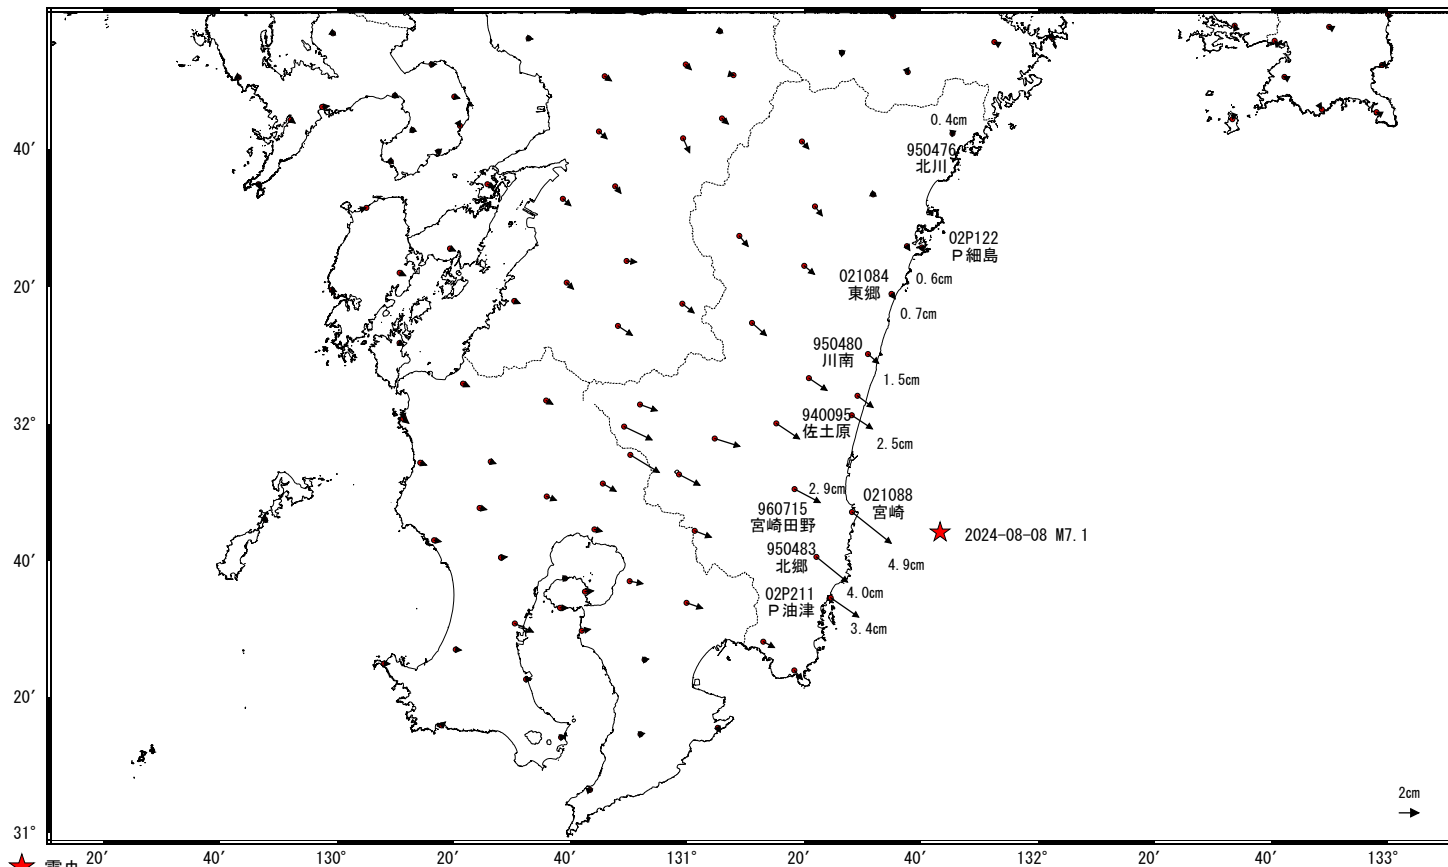 0.4cm
950476
北川
40′
02P122
P細島
0.6cm
021084
東郷
20′
0.7cm
950480
川南
1.5cm
940095
佐土原
32°
2.5cm
2.9cm
021088
宮崎
960715
宮崎田野
2024-08-08 M7.1
950483
北郷
40′
4.9cm
4.0cm
02P211
P油津
3.4cm
20′
2cm
31°
20′ 40′ 130° 20′ 40′ 131° 20′ 40′ 132° 20′ 40′ 133°
震央